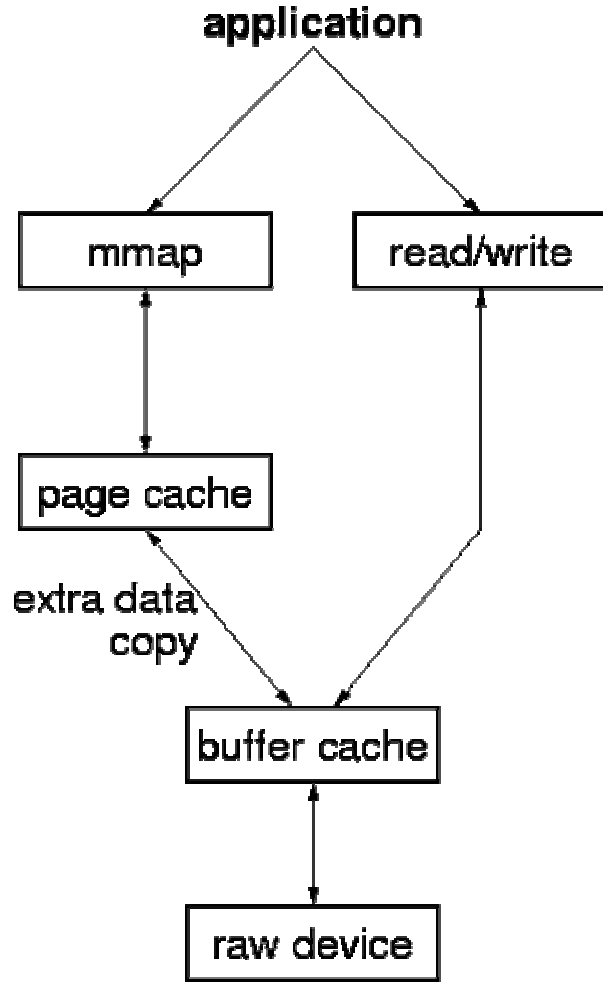 application
mmap
read/write
page cache
extra data
copy
buffer cache
raw device